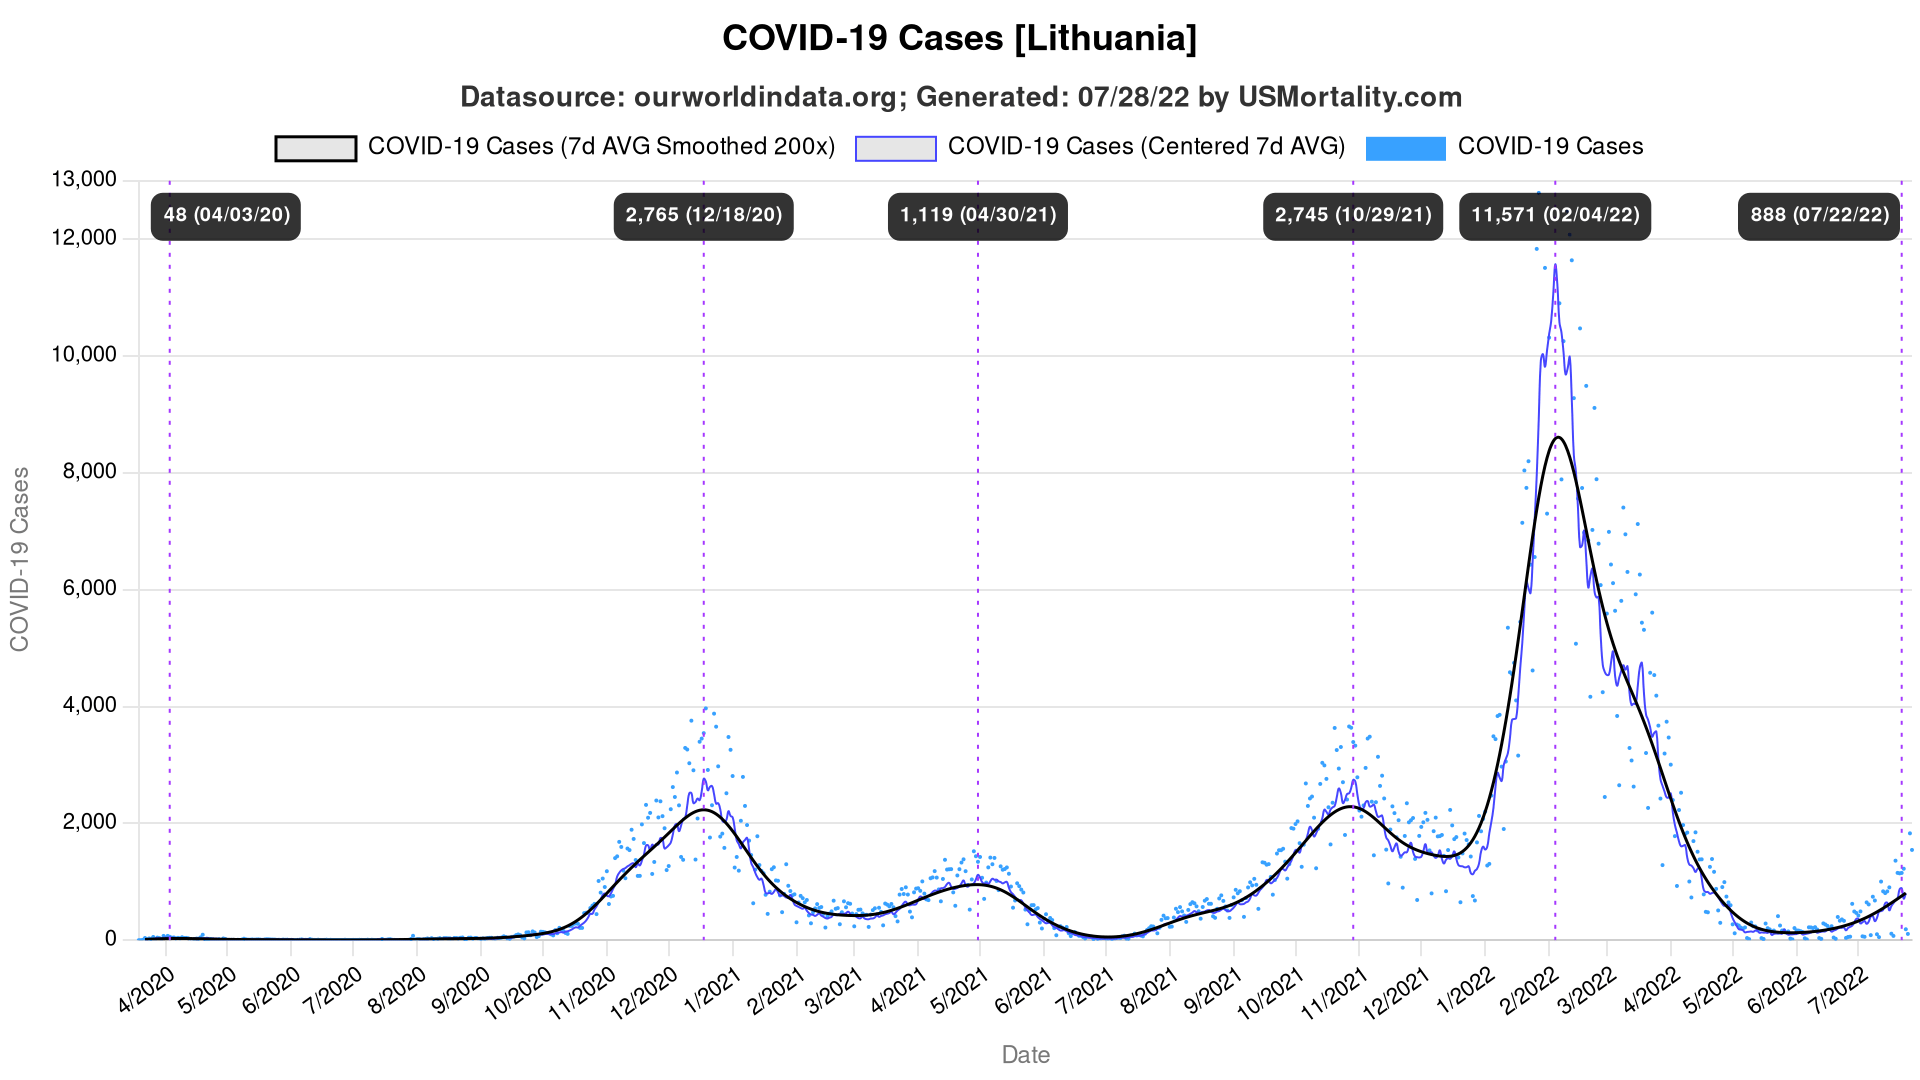 COVID-19 Cases [Lithuania]
Datasource: ourworldindata.org; Generated: 07/28/22 by USMortality.com
COVID-19 Cases (7d AVG Smoothed 200x) COVID-19 Cases (Centered 7d AVG) COVID-19 Cases
13,000
48 (04/03/20) 2,765 (12/18/20) 1,119 (04/30/21) 2,745 (10/29/21) 11,571 (02/04/22) 888 (07/22/22)
12,000
10,000
8,000
6,000
4,000
2,000
0
COVID-19 Cases
4/2020 5/2020 6/2020 7/2020 8/2020 9/2020 10/2020 11/2020 12/2020 1/2021 2/2021 3/2021 4/2021 5/2021 6/2021 7/2021 8/2021 9/2021 10/2021 11/2021 12/2021 1/2022 2/2022 3/2022 4/2022 5/2022 6/2022 7/2022
Date